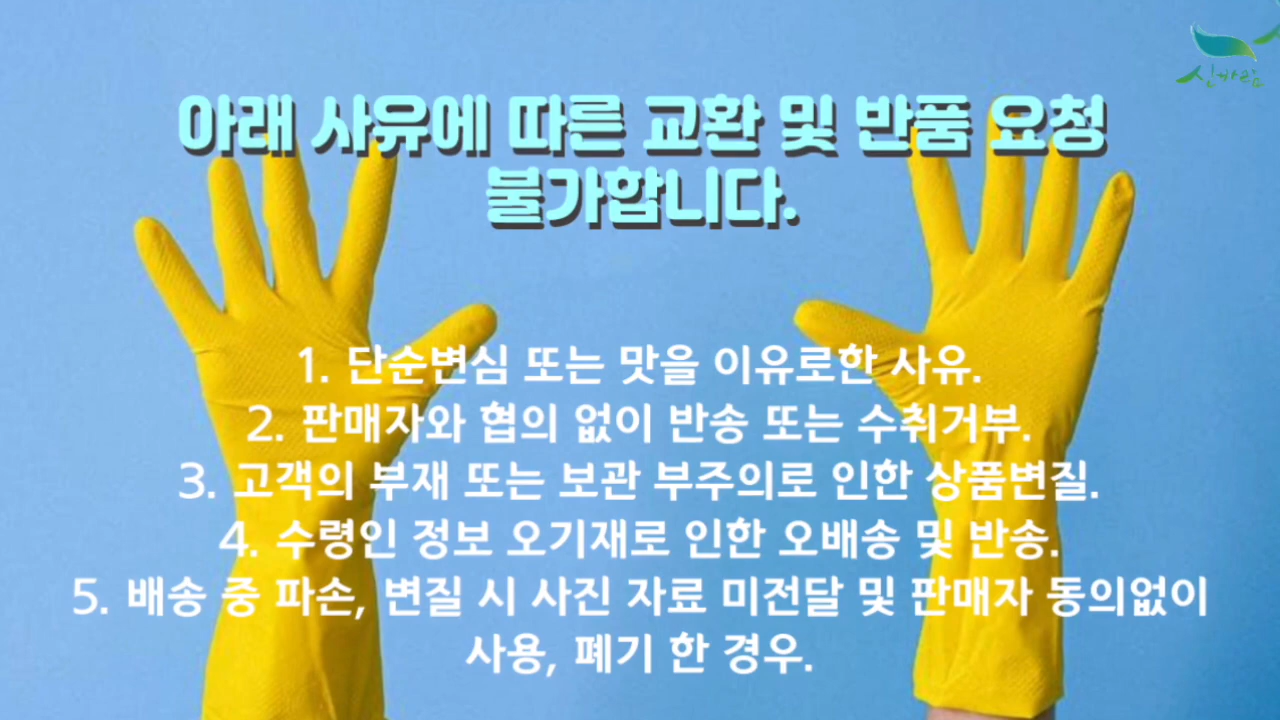 신바람
아래 사유에 따른 교환 및 반품 요청
불가합니다.
1. 단순변심 또는 맛을 이유로한 사유.
2. 판매자와 협의 없이 반송 또는 수취거부.
3. 고객의 부재 또는 보관 부주의로 인한 상품변질.
4. 수령인 정보 오기재로 인한 오배송 및 반송.
5. 배송 중 파손, 변질 시 사진 자료 미전달 및 판매자 동의없이
사용, 폐기 한 경우.